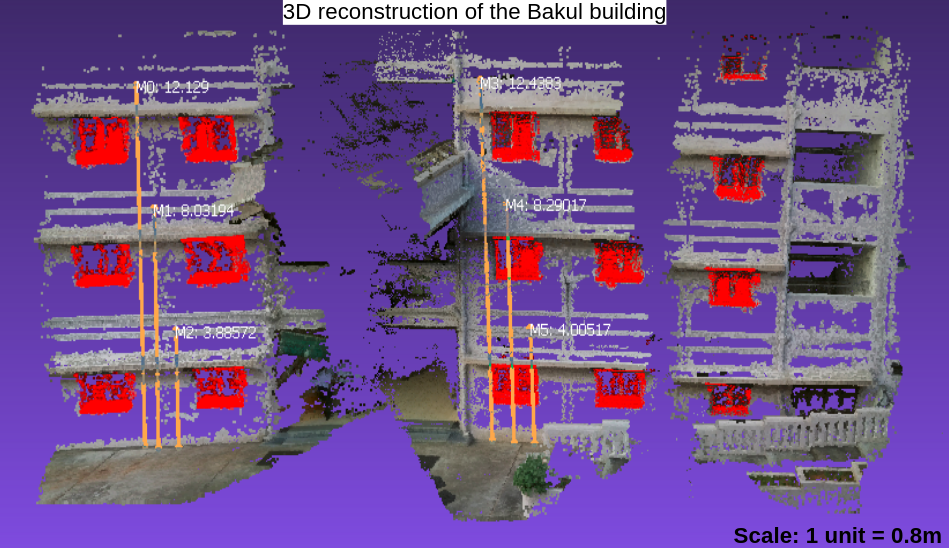 3D reconstruction of the Bakul building
M0: 12.129
M3: 12.4383
M1: 8.03194
M4: 8.29017
M2: 3.88572
M5: 4.00517
Scale: 1 unit = 0.8m